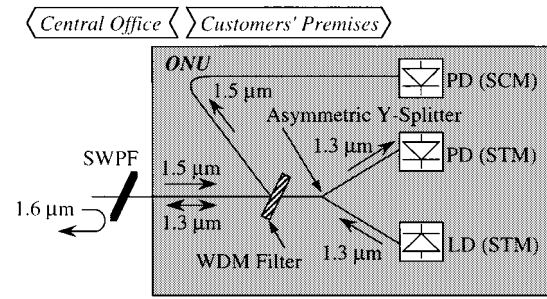 Central Office
Customers' Premises
ONU
PD (SCM)
1.5 μm
Asymmetric Y-Splitter
1.3 μm
PD (STM)
SWPF
1.5 μm
1.6 μm
1.3 μm
WDM Filter
1.3 μm
LD (STM)